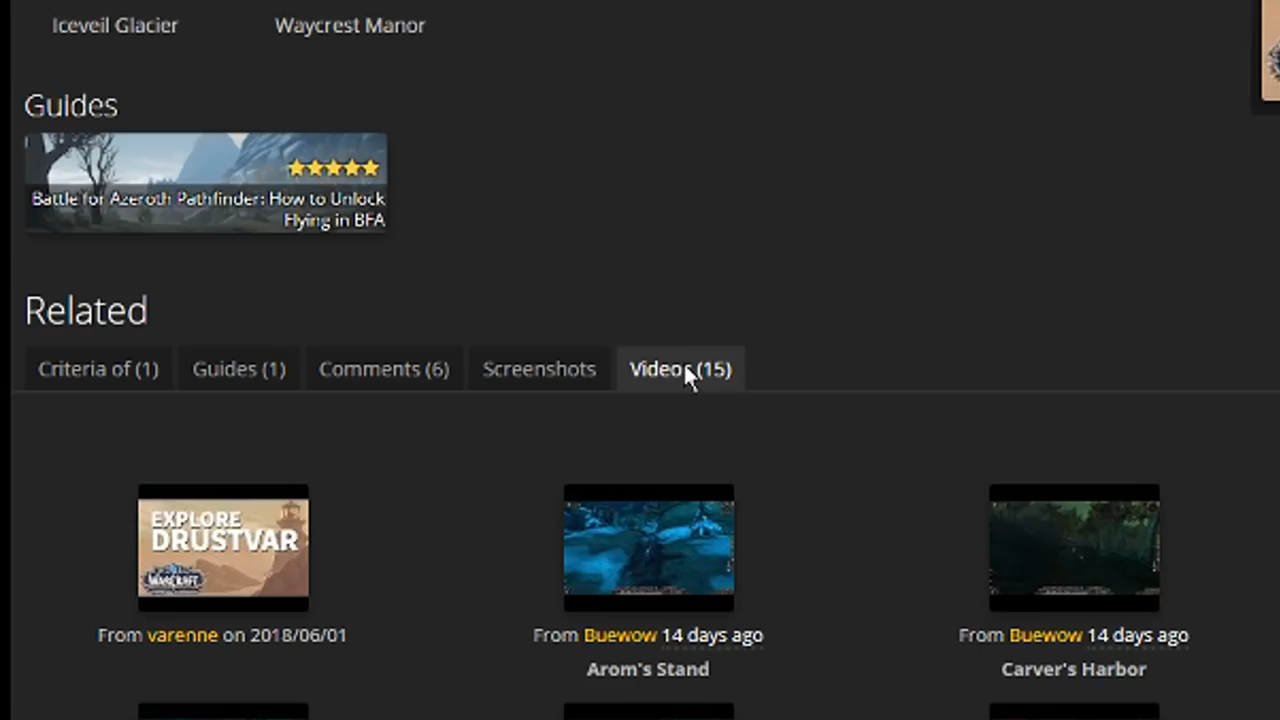 Iceveil Glacier Waycrest Manor
Guides
Battle for Azeroth Pathfinder: How to Unlock
Flying in BFA
Related
Criteria of (1) Guides (1) Comments (6) Screenshots Videos (15)
EXPLORE
DRUSTVAR
WARCRAFT
From varenne on 2018/06/01 From Buewow 14 days ago From Buewow 14 days ago
Arom's Stand Carver's Harbor